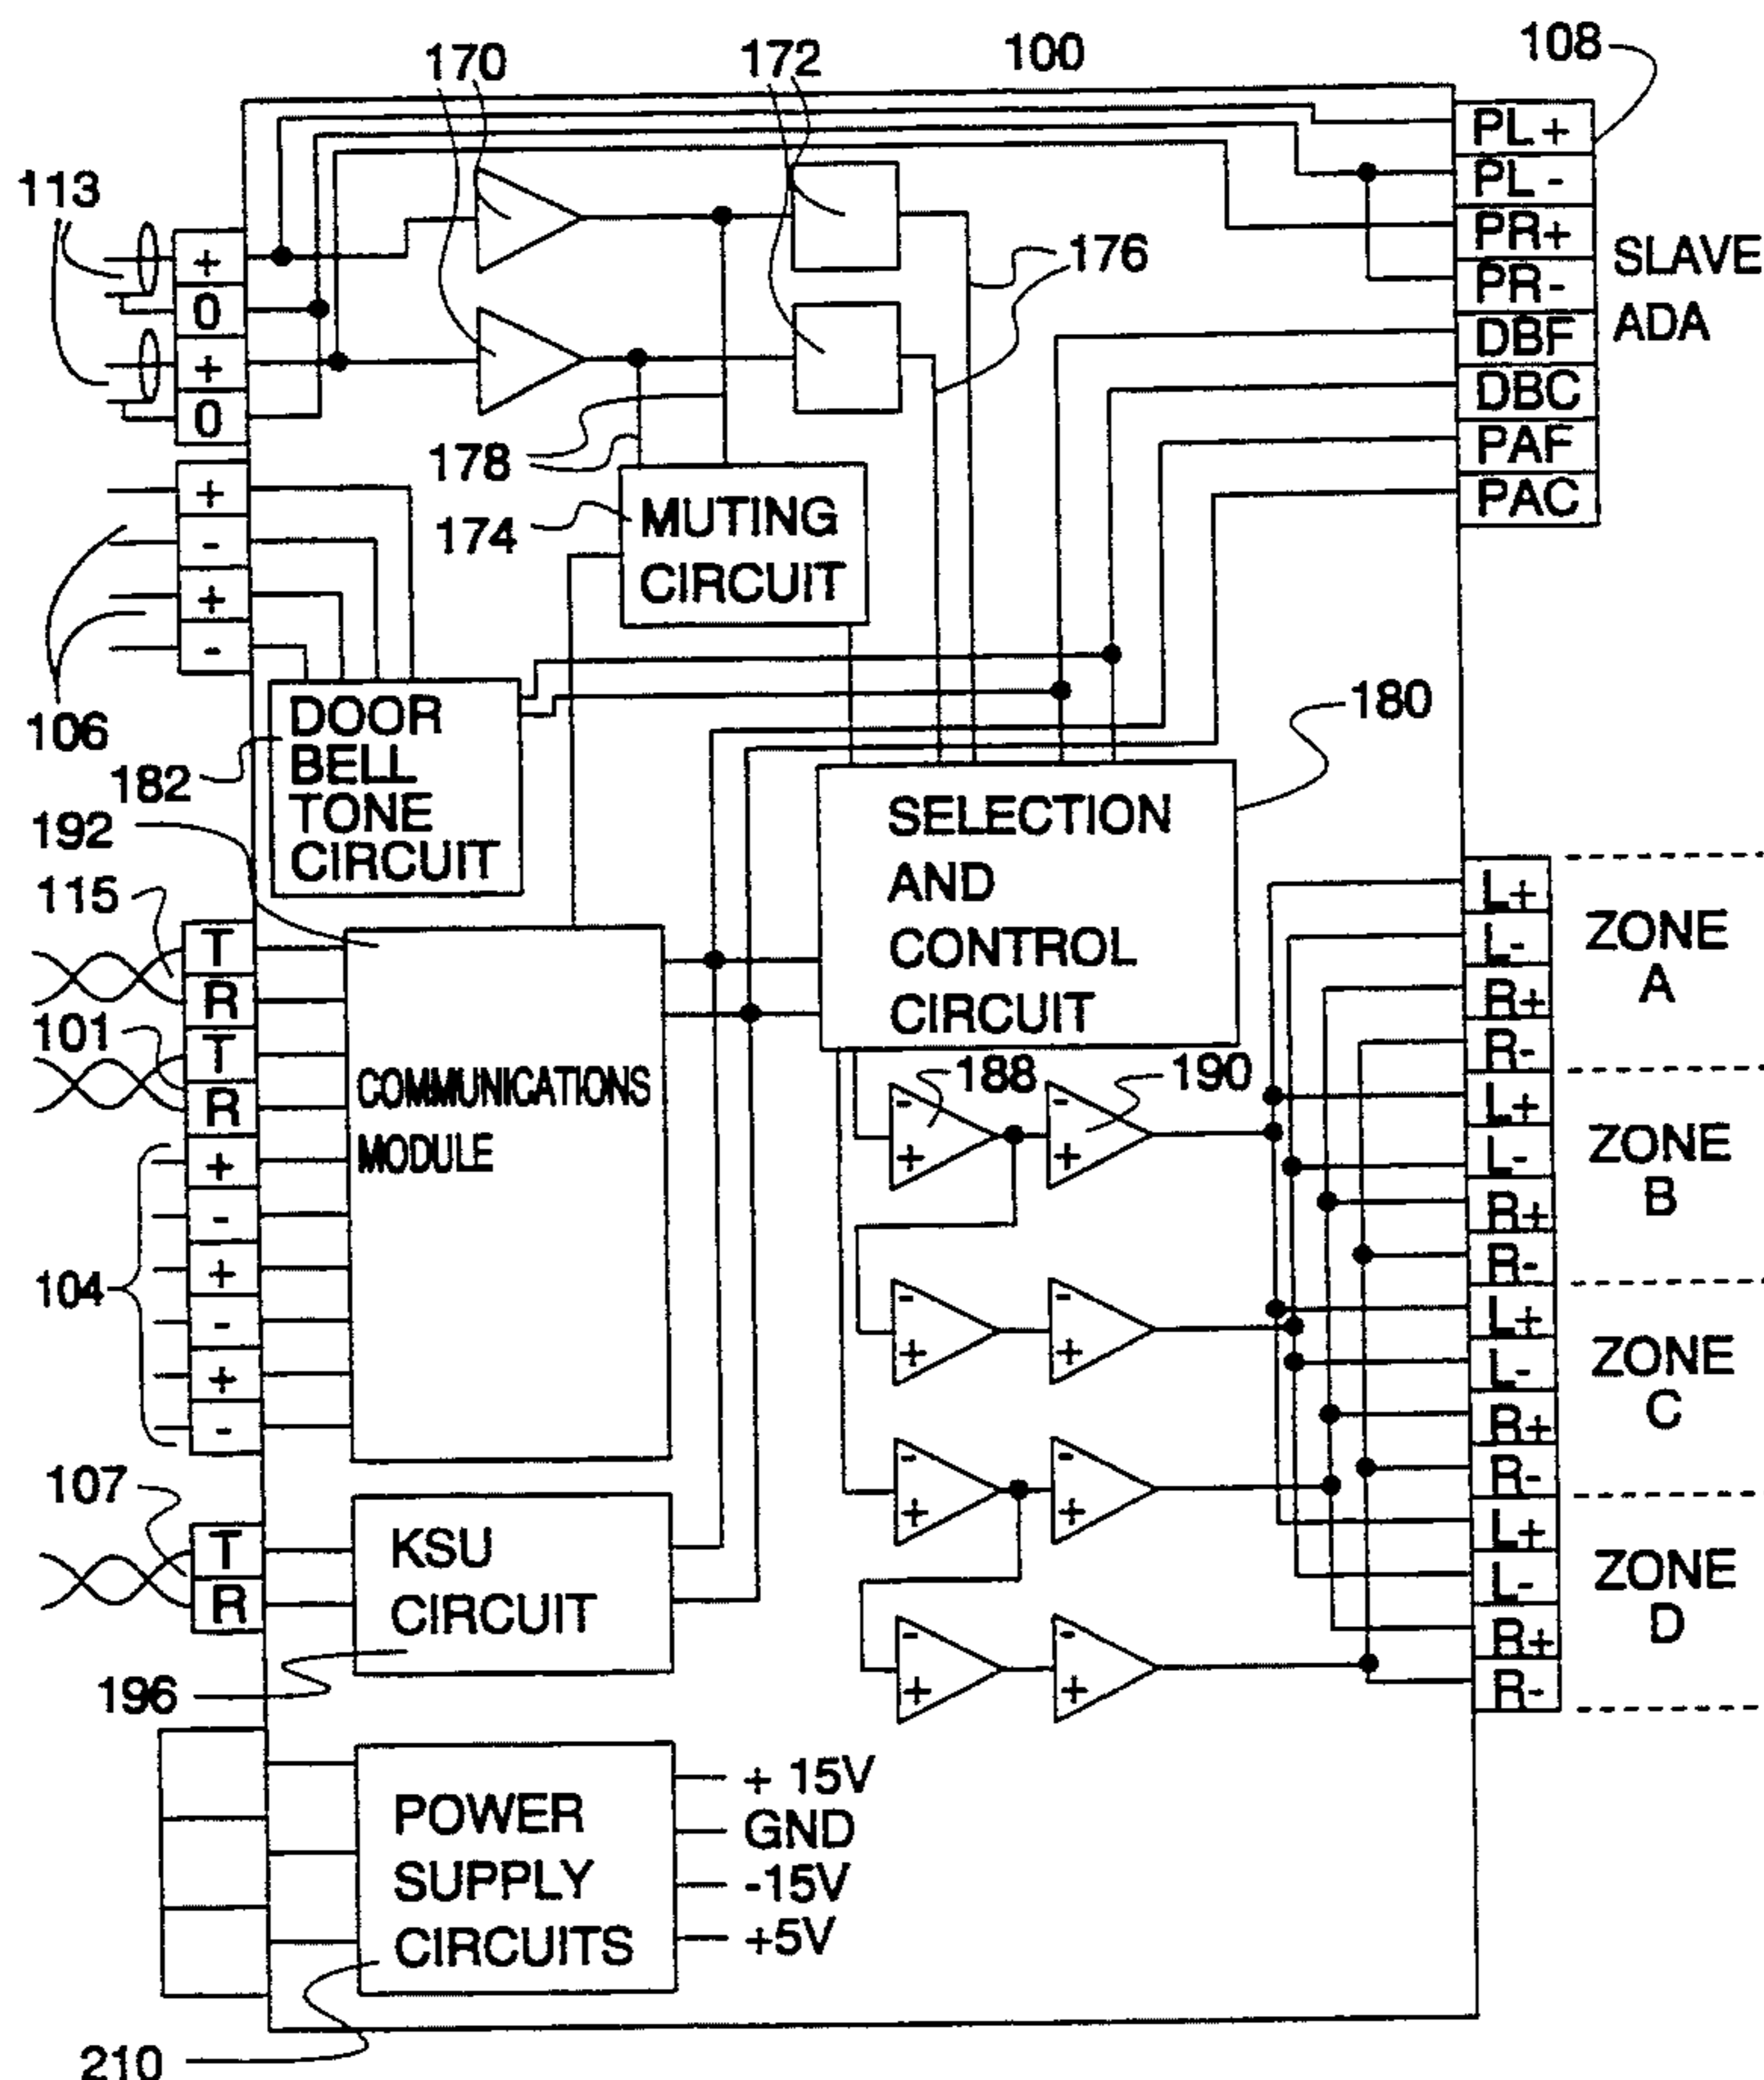 170
172
100
108
113
+
0
+
0
PL+
PL-
PR+
PR-
DBF
DBC
PAF
PAC
SLAVE
ADA
176
178
174
MUTING
CIRCUIT
+
-
+
-
106
182
DOOR
BELL
TONE
CIRCUIT
180
SELECTION
AND
CONTROL
CIRCUIT
192
115
T
R
101
T
R
104
+
-
+
-
+
-
COMMUNICATIONS
MODULE
188
190
-
+
-
+
-
+
-
+
-
+
-
+
-
+
-
+
L+
L-
R+
R-
ZONE
A
L+
L-
R+
R-
ZONE
B
L+
L-
R+
R-
ZONE
C
L+
L-
R+
R-
ZONE
D
107
T
R
KSU
CIRCUIT
196
POWER
SUPPLY
CIRCUITS
+ 15V
GND
-15V
+5V
210